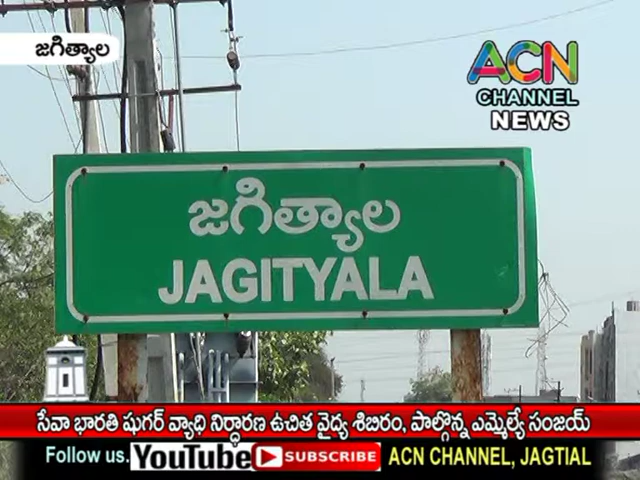 జగిత్యాల
ACN
CHANNEL
NEWS
జగిత్యాల
JAGITYALA
సేవా భారతి షుగర్ వ్యాధి నిర్ధారణ ఉచిత వైద్య శిబిరం, పాల్గొన్న ఎమ్మెల్యే సంజయ్
Follow us. YouTube SUBSCRIBE ACN CHANNEL, JAGTIAL